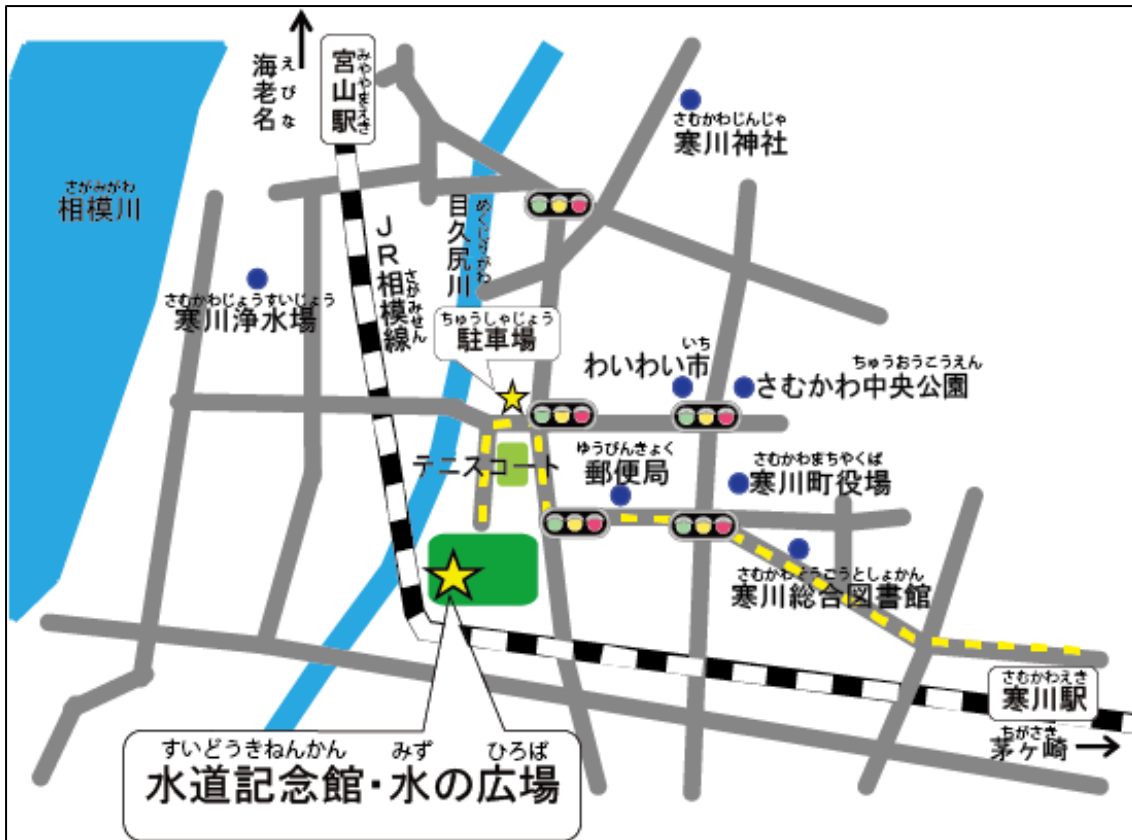 えびな
海老名
みややまえき
宮山駅
さむかわじんじゃ
寒川神社
さがみがわ
相模川
めくじりがわ
目久尻川
さがみせん
JR相模線
さむかわじょうすいじょう
寒川浄水場
ちゅうしゃじょう
駐車場
いち
わいわい市
ちゅうおうこうえん
さむかわ中央公園
テニスコート
ゆうびんきょく
郵便局
さむかわまちやくば
寒川町役場
さむかわそうごうとしょかん
寒川総合図書館
さむかわえき
寒川駅
ちがさき
茅ヶ崎
すいどうきねんかん みず ひろば
水道記念館・水の広場